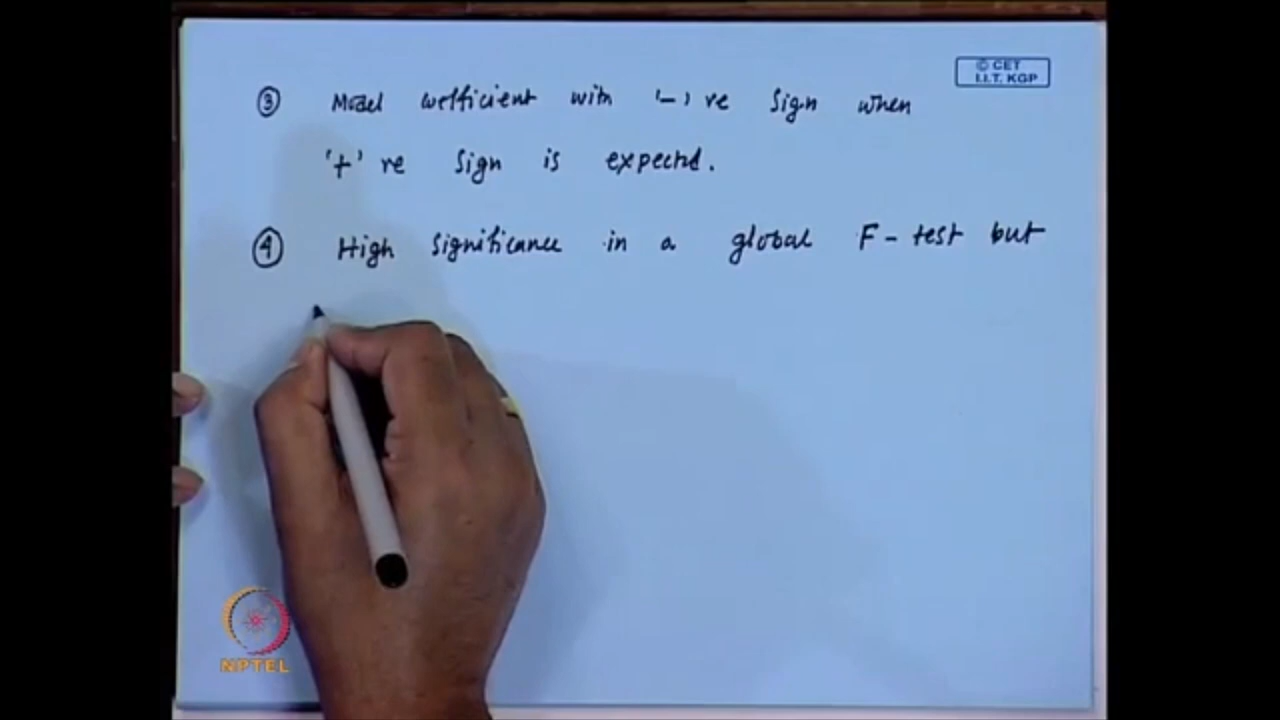 © CET
I.I.T. KGP
③ Model coefficient with '–' ve sign when
'+' ve sign is expected.
④ High significance in a global F - test but
NPTEL